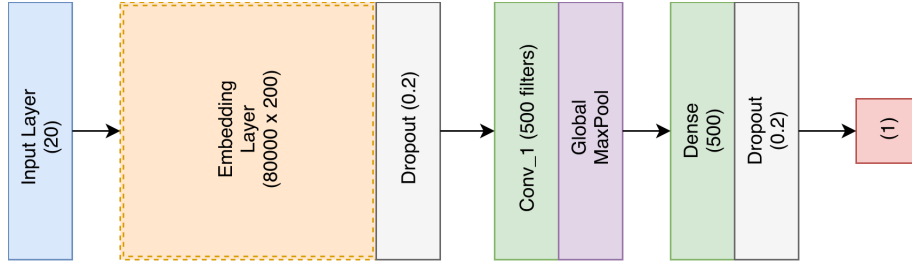 Input Layer
(20)
Embedding
Layer
(80000 x 200)
Dropout (0.2)
Conv_1 (500 filters)
Global
MaxPool
Dense
(500)
Dropout
(0.2)
(1)